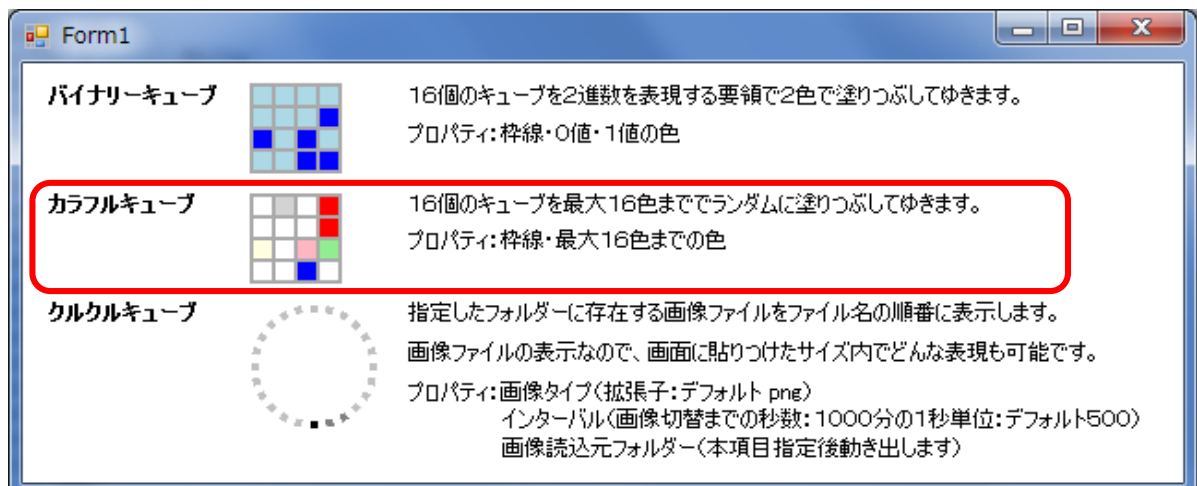 Form1
バイナリーキューブ
16個のキューブを2進数を表現する要領で2色で塗りつぶしてゆきます。
プロパティ:枠線・0値・1値の色
カラフルキューブ
16個のキューブを最大16色まででランダムに塗りつぶしてゆきます。
プロパティ:枠線・最大16色までの色
クルクルキューブ
指定したフォルダーに存在する画像ファイルをファイル名の順番に表示します。
画像ファイルの表示なので、画面に貼りつけたサイズ内でどんな表現も可能です。
プロパティ:画像タイプ(拡張子:デフォルト png)
インターバル(画像切替までの秒数:1000分の1秒単位:デフォルト500)
画像読込元フォルダー(本項目指定後動き出します)